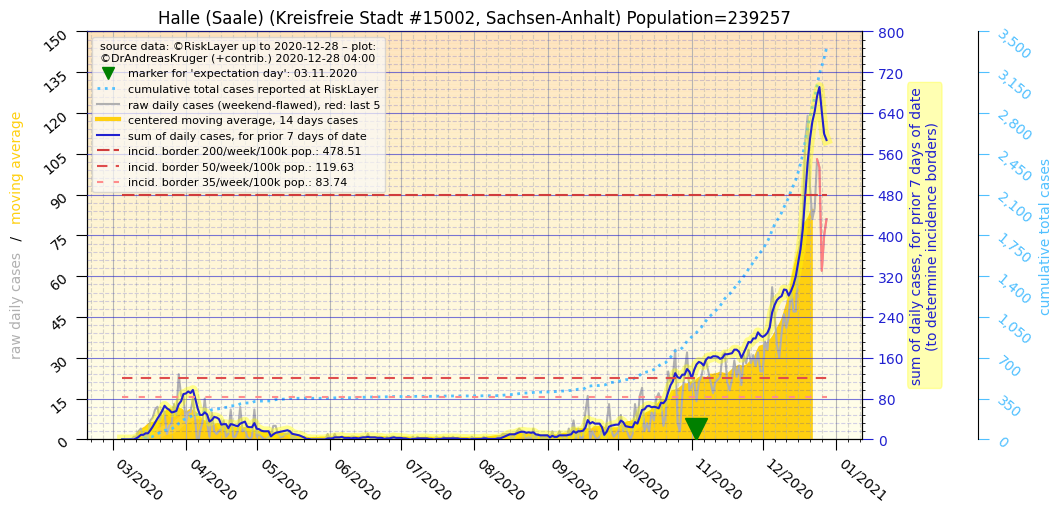 Halle (Saale) (Kreisfreie Stadt #15002, Sachsen-Anhalt) Population=239257
source data: ©RiskLayer up to 2020-12-28 – plot:
©DrAndreasKruger (+contrib.) 2020-12-28 04:00
marker for 'expectation day': 03.11.2020
cumulative total cases reported at RiskLayer
raw daily cases (weekend-flawed), red: last 5
centered moving average, 14 days cases
sum of daily cases, for prior 7 days of date
incid. border 200/week/100k pop.: 478.51
incid. border 50/week/100k pop.: 119.63
incid. border 35/week/100k pop.: 83.74
raw daily cases / moving average
150
135
120
105
90
75
60
45
30
15
0
03/2020
04/2020
05/2020
06/2020
07/2020
08/2020
09/2020
10/2020
11/2020
12/2020
01/2021
800
720
640
560
480
400
320
240
160
80
0
sum of daily cases, for prior 7 days of date
(to determine incidence borders)
3,500
3,150
2,800
2,450
2,100
1,750
1,400
1,050
700
350
0
cumulative total cases